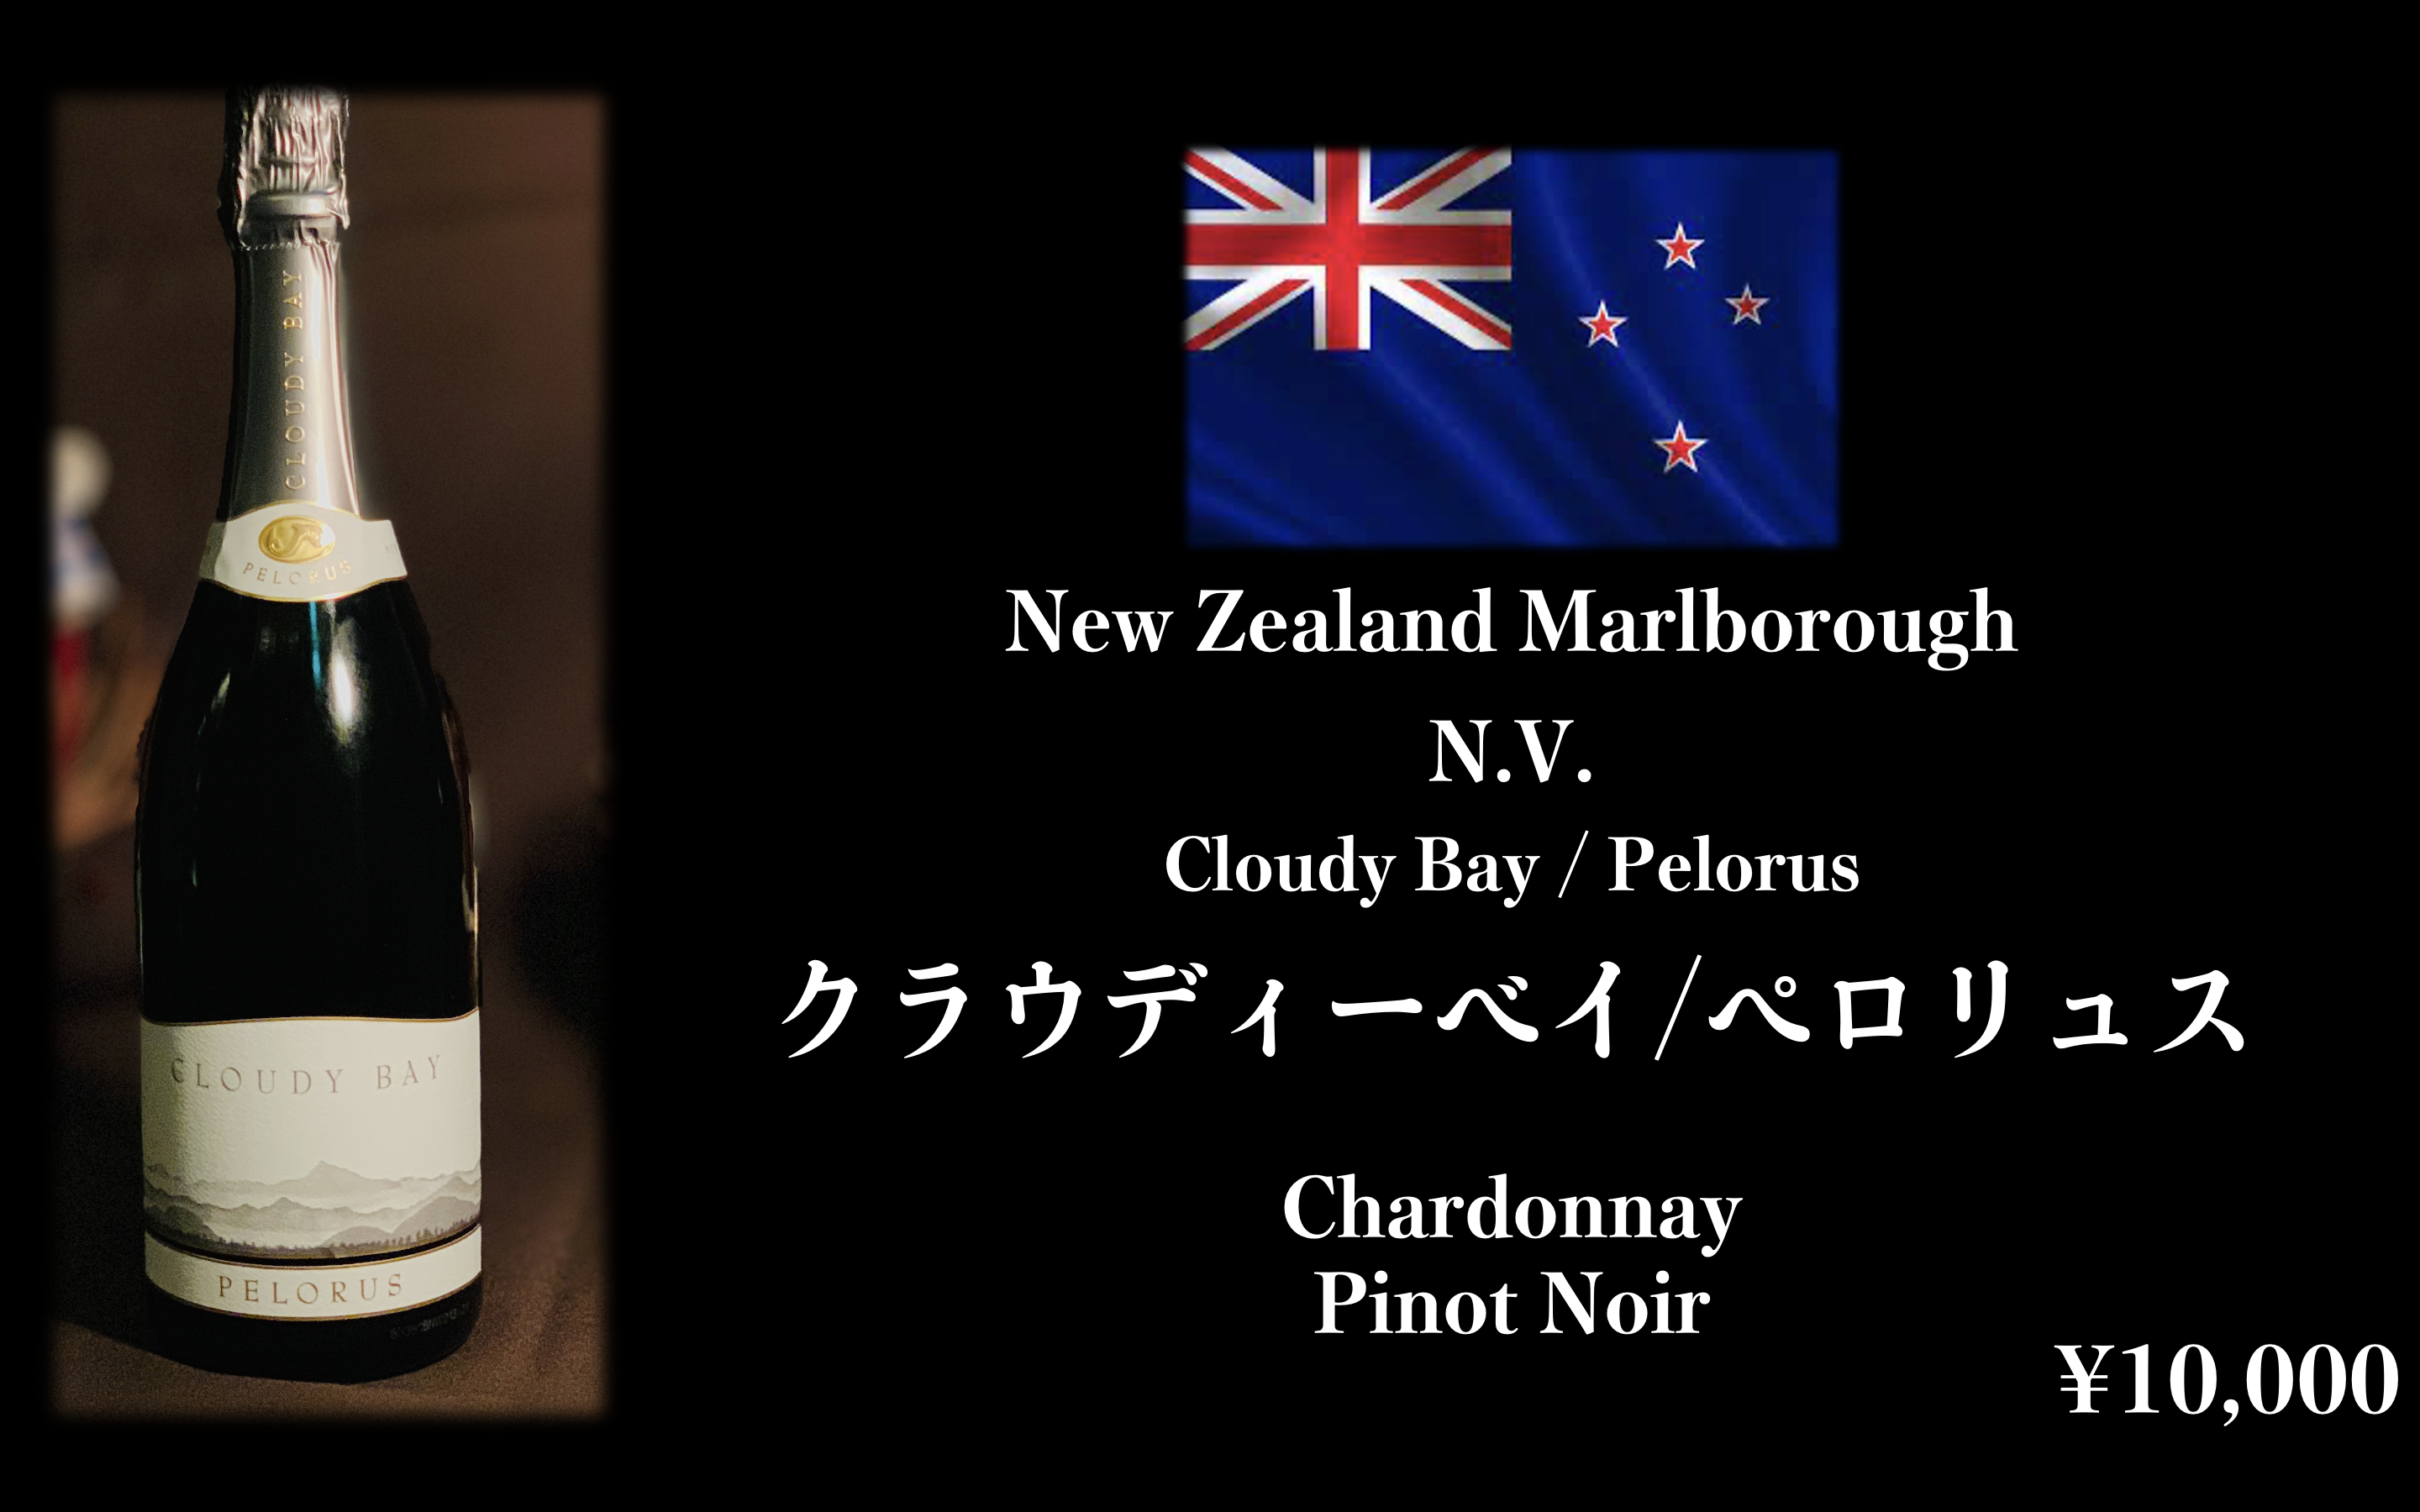 CLOUDY BAY
PELORUS
CLOUDY BAY
PELORUS
New Zealand Marlborough
N.V.
Cloudy Bay / Pelorus
クラウディーベイ/ペロリュス
Chardonnay
Pinot Noir
¥10,000